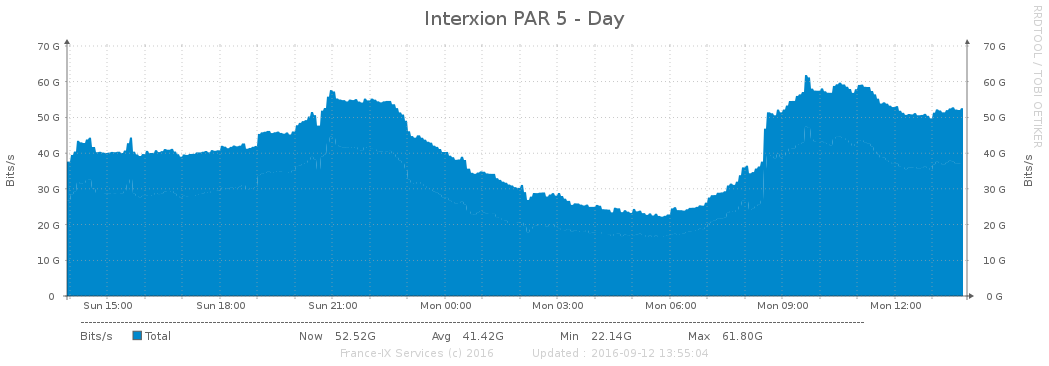 Interxion PAR 5 - Day
RRDTOOL / TOBI OETIKER
Bits/s
70 G
60 G
50 G
40 G
30 G
20 G
10 G
0
70 G
60 G
50 G
40 G
30 G
20 G
10 G
0 G
Bits/s
Sun 15:00 Sun 18:00 Sun 21:00 Mon 00:00 Mon 03:00 Mon 06:00 Mon 09:00 Mon 12:00
Bits/s Total Now 52.52G Avg 41.42G Min 22.14G Max 61.80G
France-IX Services (c) 2016 Updated : 2016-09-12 13:55:04